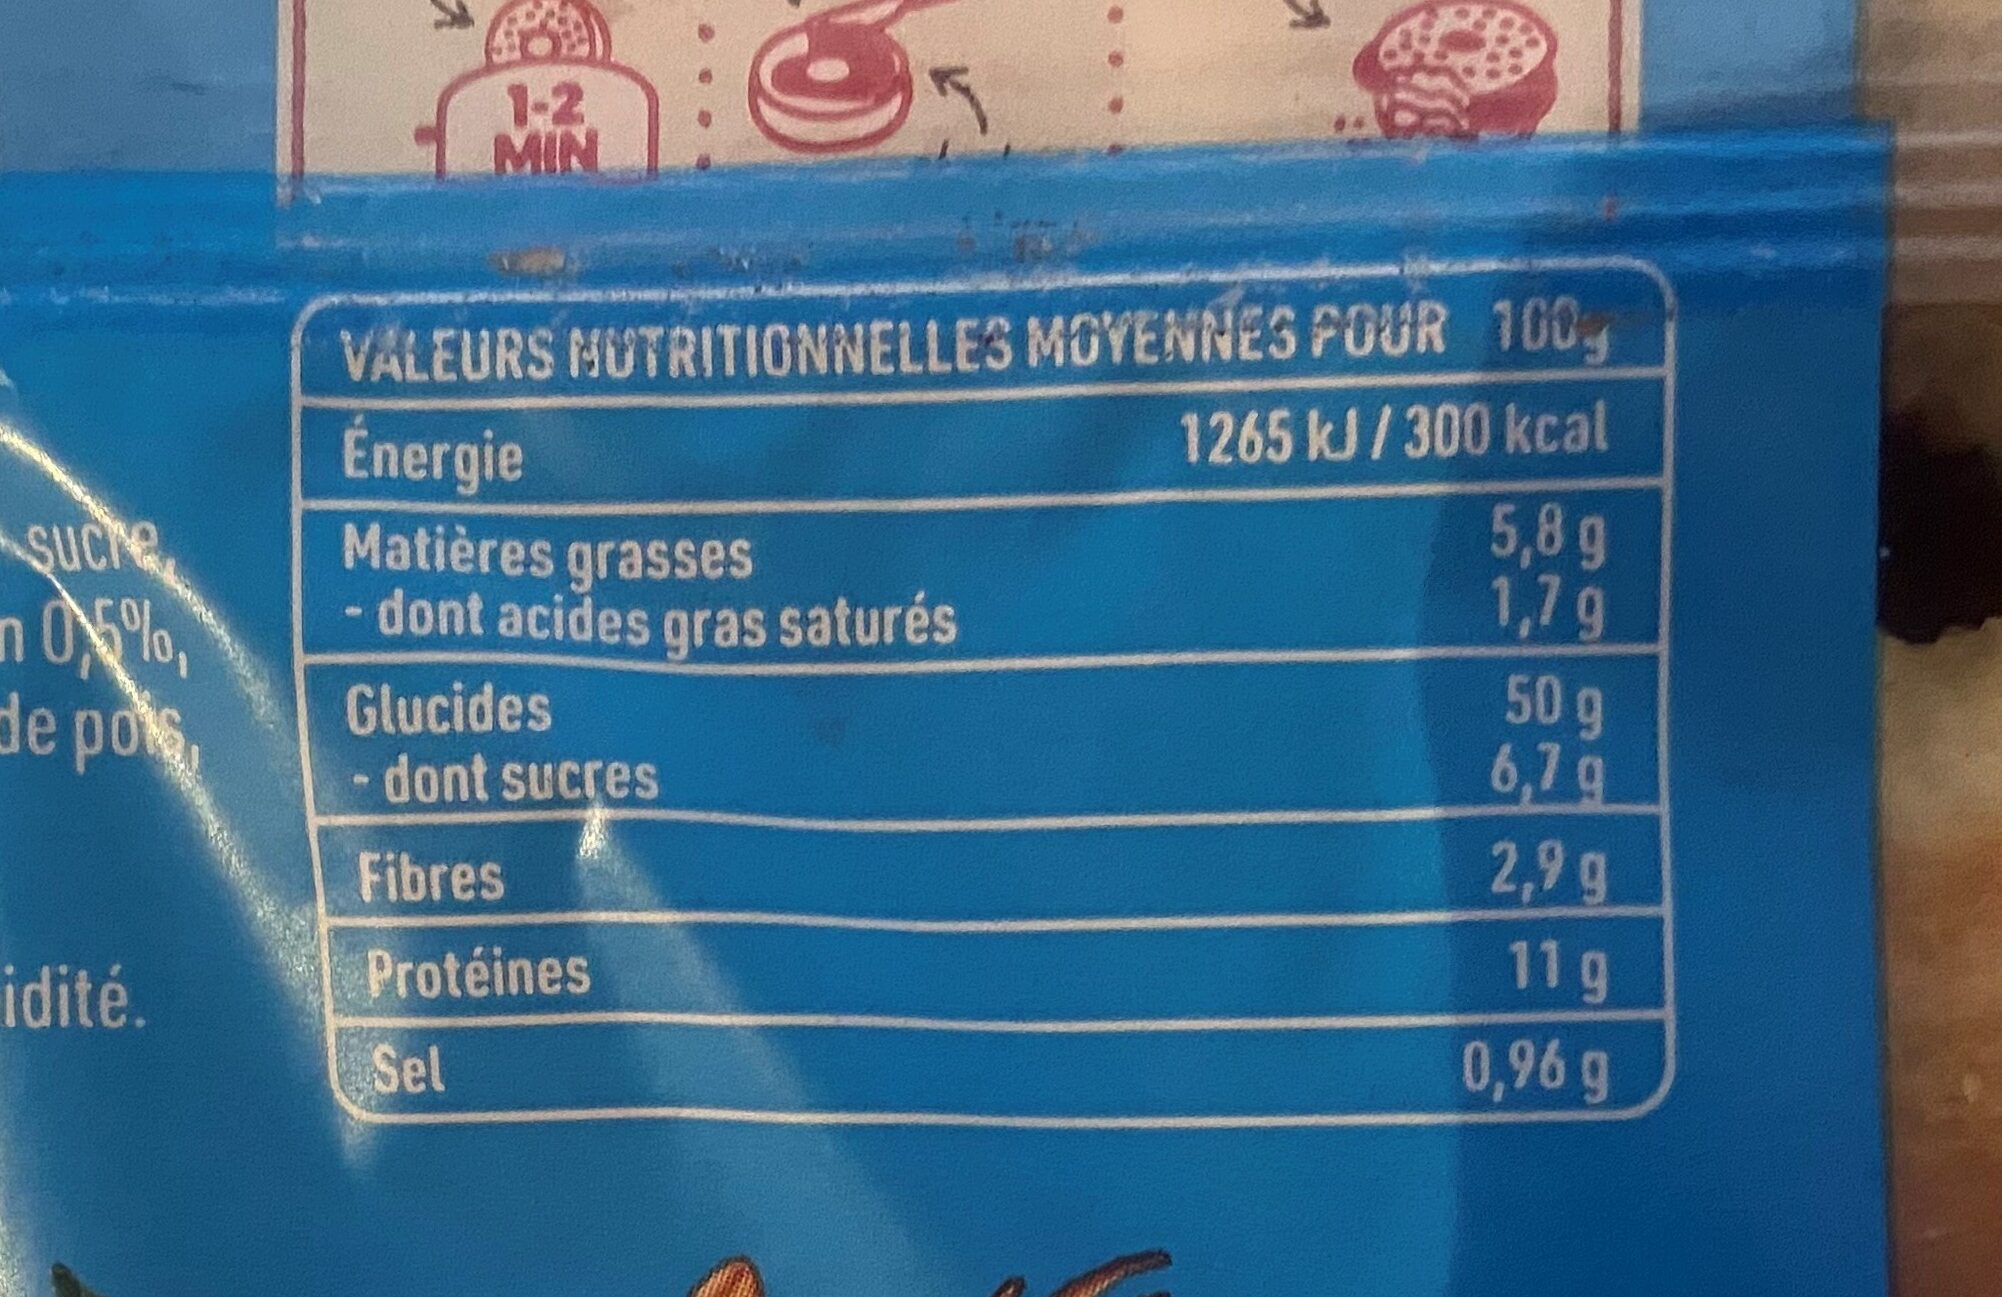 1-2
MIN
VALEURS NUTRITIONNELLES MOYENNES POUR 100g
Énergie 1265 kJ / 300 kcal
Matières grasses 5,8 g
- dont acides gras saturés 1,7 g
Glucides 50 g
- dont sucres 6,7 g
Fibres 2,9 g
Protéines 11 g
Sel 0,96 g
sucre,
0,5%,
de pois,
idité.